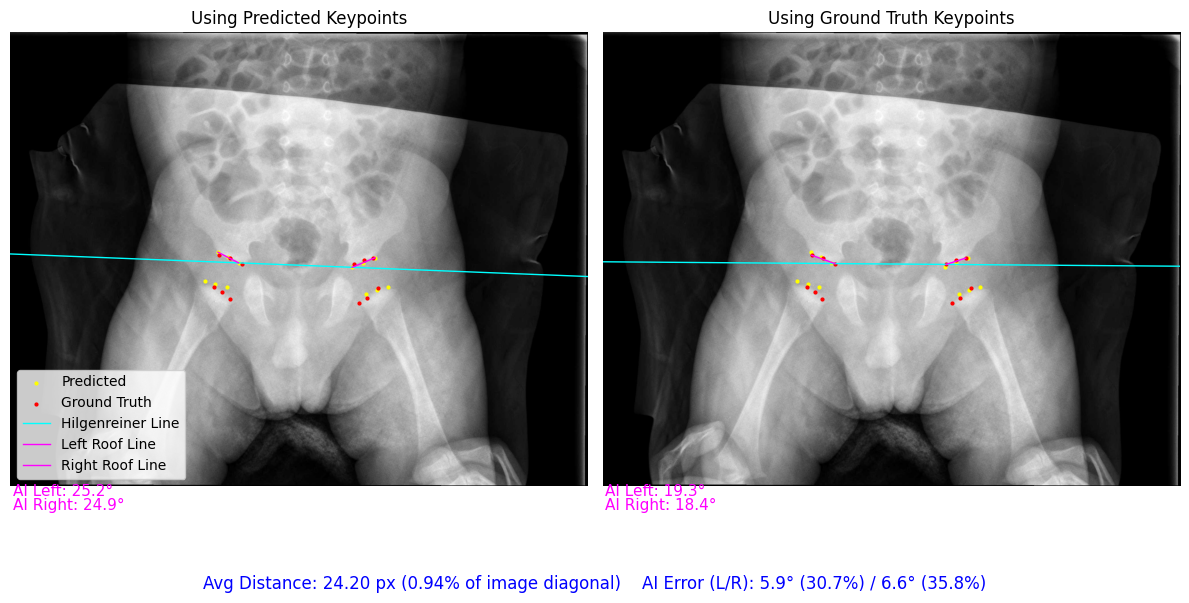 Using Predicted Keypoints
Using Ground Truth Keypoints
Predicted
Ground Truth
Hilgenreiner Line
Left Roof Line
Right Roof Line
AI Left: 25.2°
AI Right: 24.9°
AI Left: 19.3°
AI Right: 18.4°
Avg Distance: 24.20 px (0.94% of image diagonal)    AI Error (L/R): 5.9° (30.7%) / 6.6° (35.8%)